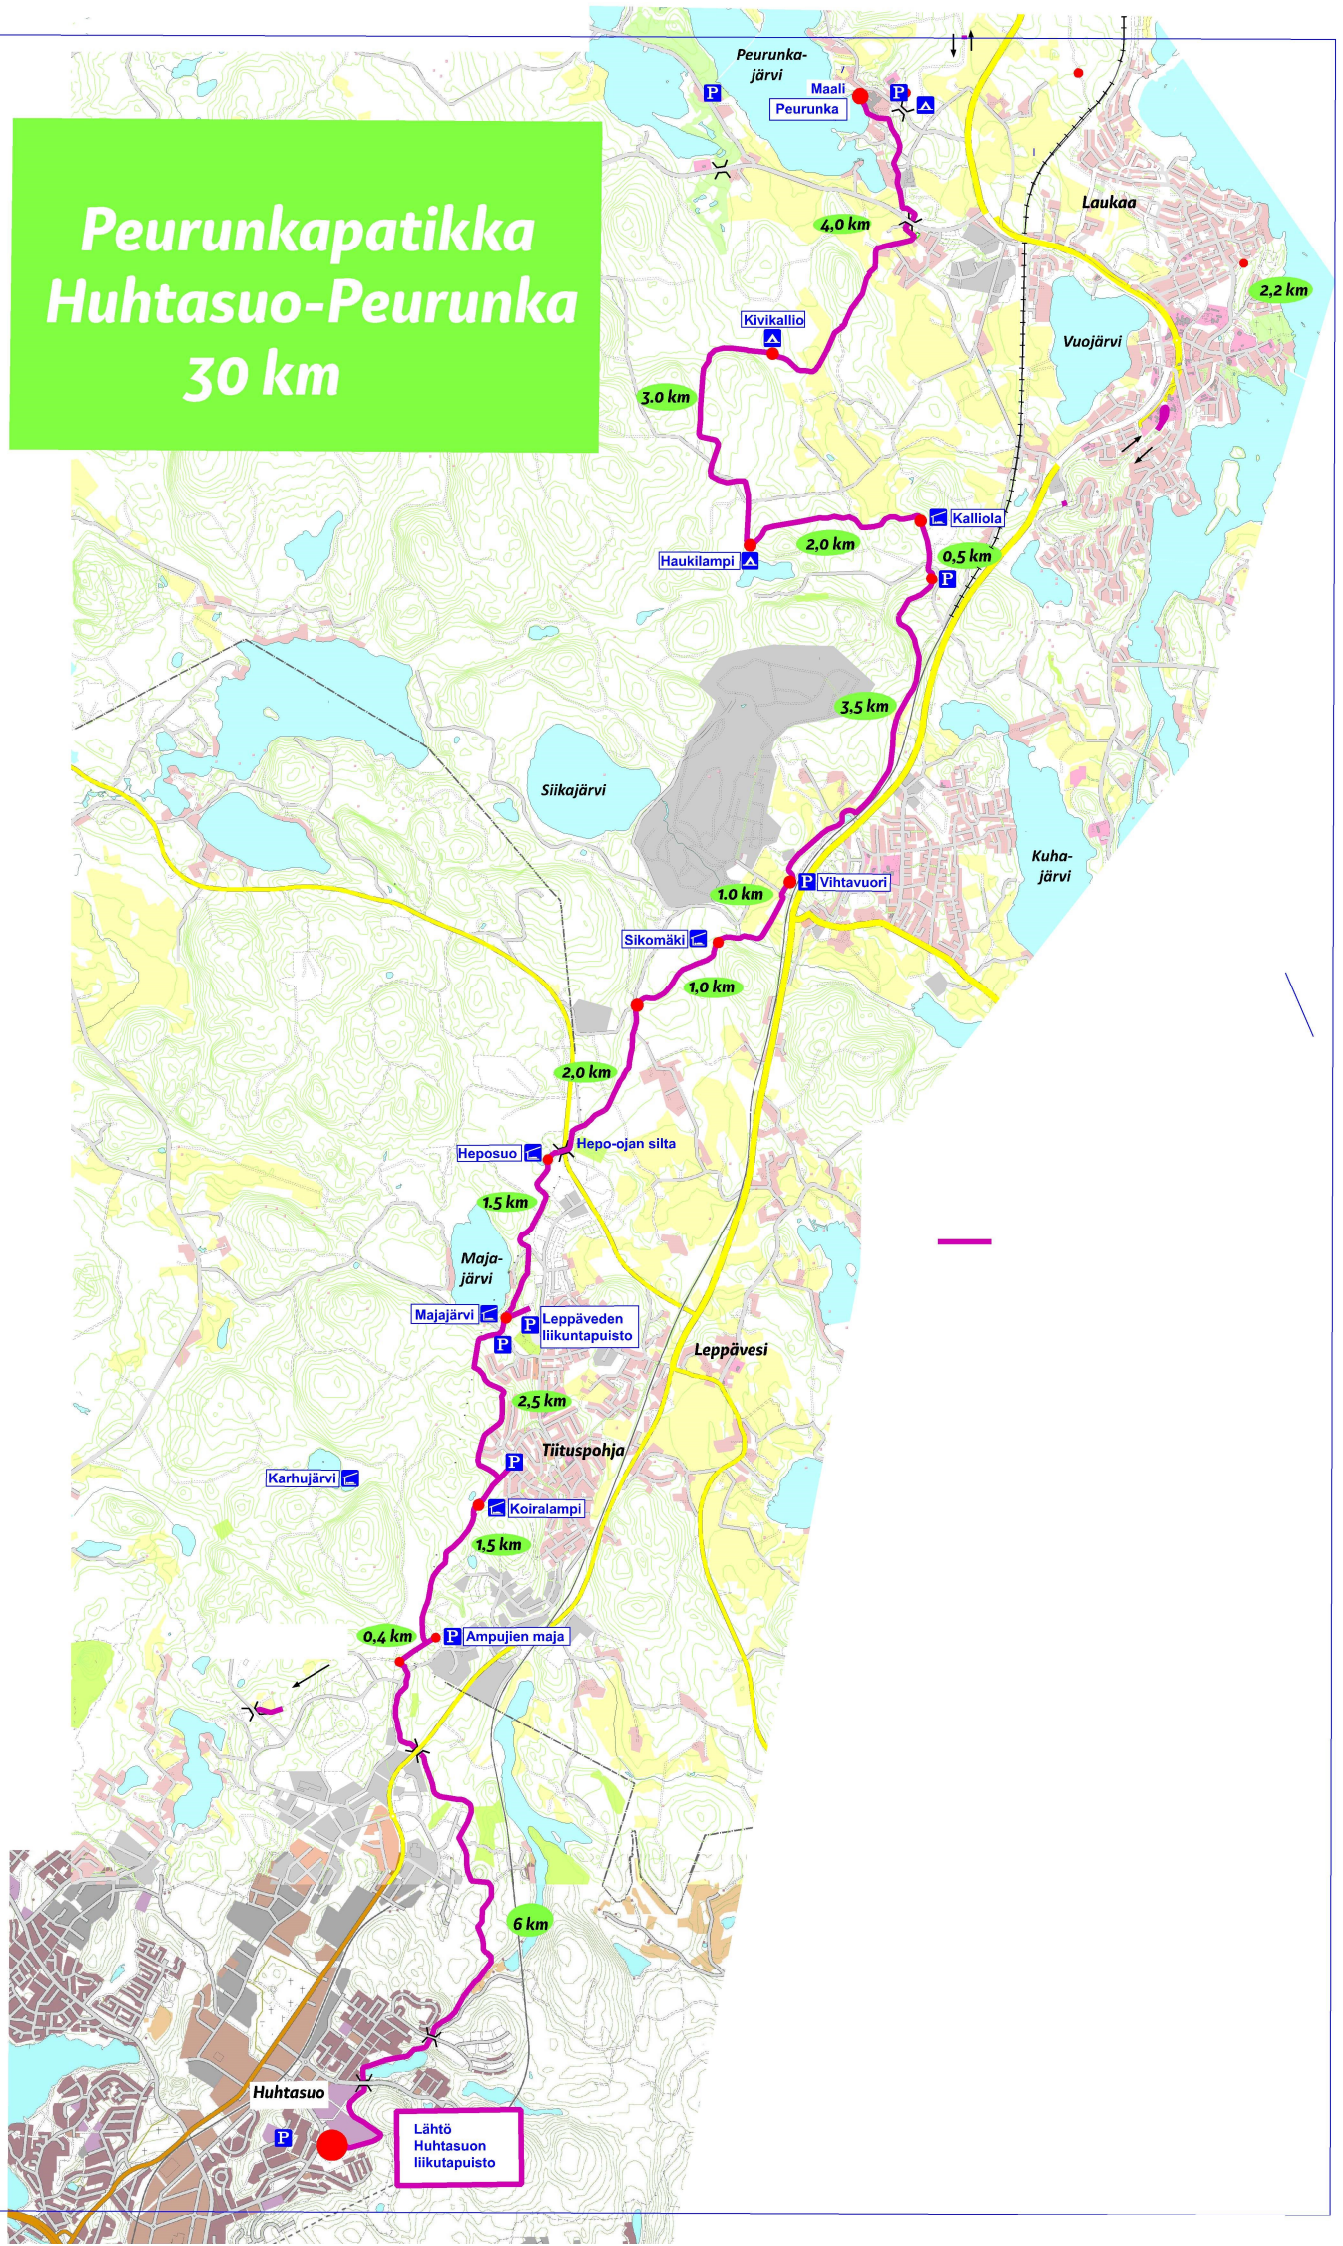 Peurunkapatikka
Huhtasuo-Peurunka
30 km
Peurunka-
järvi
P
Maali
Peurunka
P
Laukaa
4,0 km
2,2 km
Kivikallio
Vuojärvi
3.0 km
Kalliola
2,0 km
0,5 km
Haukilampi
P
3,5 km
Siikajärvi
Kuha-
järvi
P
Vihtavuori
1.0 km
Sikomäki
1,0 km
2,0 km
Hepo-ojan silta
Heposuo
1.5 km
Maja-
järvi
Majajärvi
P
Leppäveden
liikuntapuisto
P
Leppävesi
2,5 km
Tiituspohja
P
Karhujärvi
Koiralampi
1,5 km
0,4 km
P
Ampujien maja
6 km
Huhtasuo
P
Lähtö
Huhtasuon
liikutapuisto